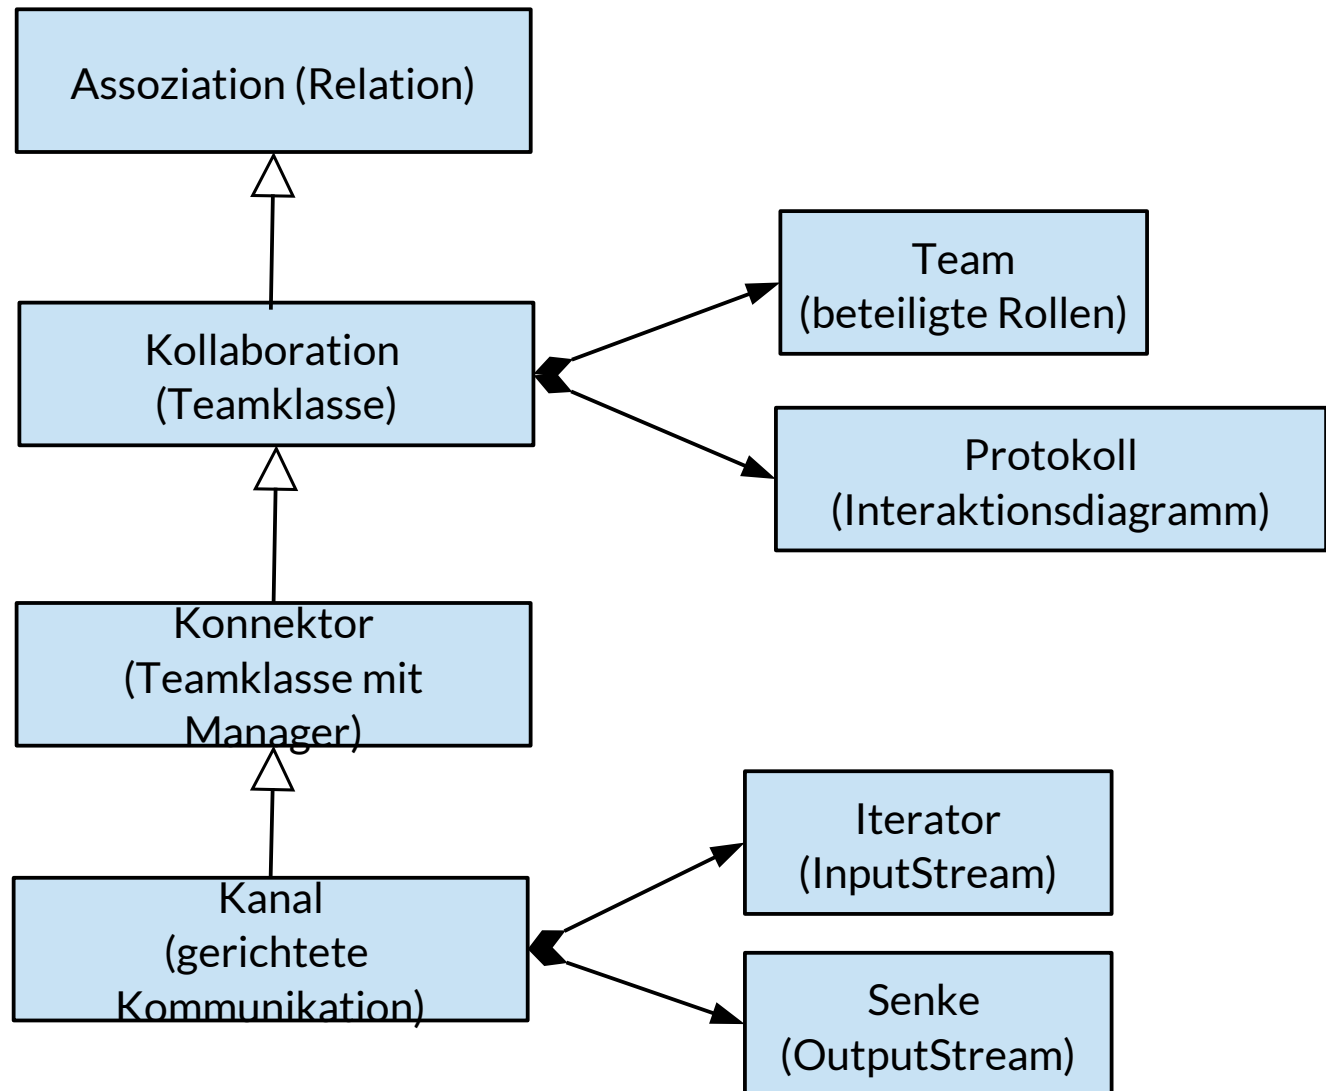 Assoziation (Relation)
Team
(beteiligte Rollen)
Kollaboration
(Teamklasse)
Protokoll
(Interaktionsdiagramm)
Konnektor
(Teamklasse mit
Manager)
Iterator
(InputStream)
Kanal
(gerichtete
Kommunikation)
Senke
(OutputStream)